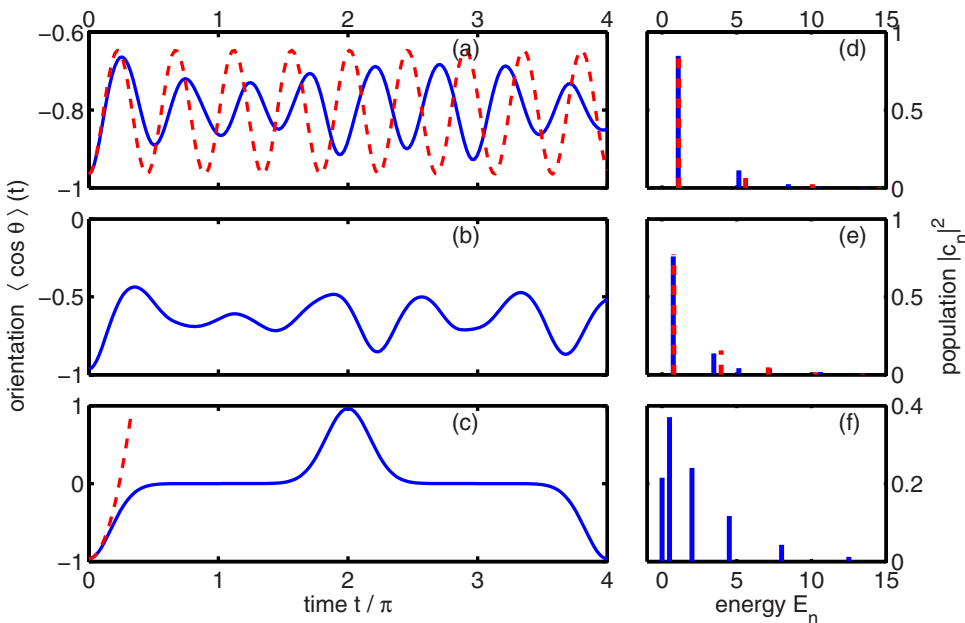 0 1 2 3 4
0 5 10 15
−0.6
−0.8
−1
(a)
(d)
1
0.5
0
0
−0.5
−1
(b)
(e)
1
0.5
0
1
0
−1
(c)
(f)
0.4
0.2
0
0 1 2 3 4
0 5 10 15
time t / π
energy E_n
orientation ⟨ cos θ ⟩ (t)
population |c_n|²